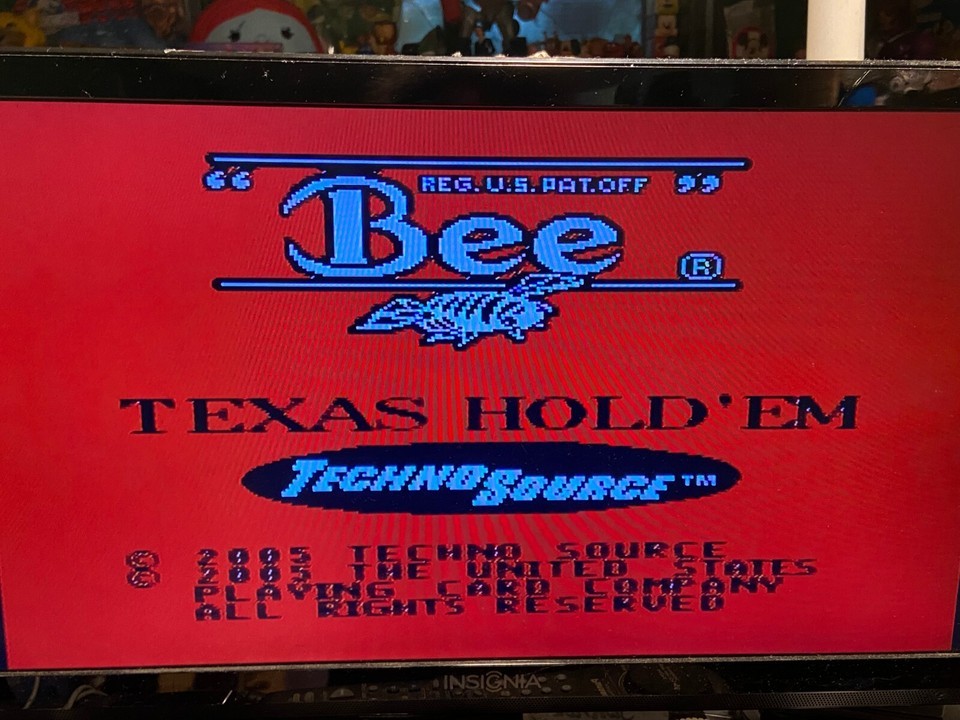 “ REG. U.S. PAT. OFF ”
Bee ®
TEXAS HOLD'EM
TECHNO SOURCE™
© 2005 TECHNO SOURCE
© 2005 THE UNITED STATES
PLAYING CARD COMPANY
ALL RIGHTS RESERVED
INSIGNIA